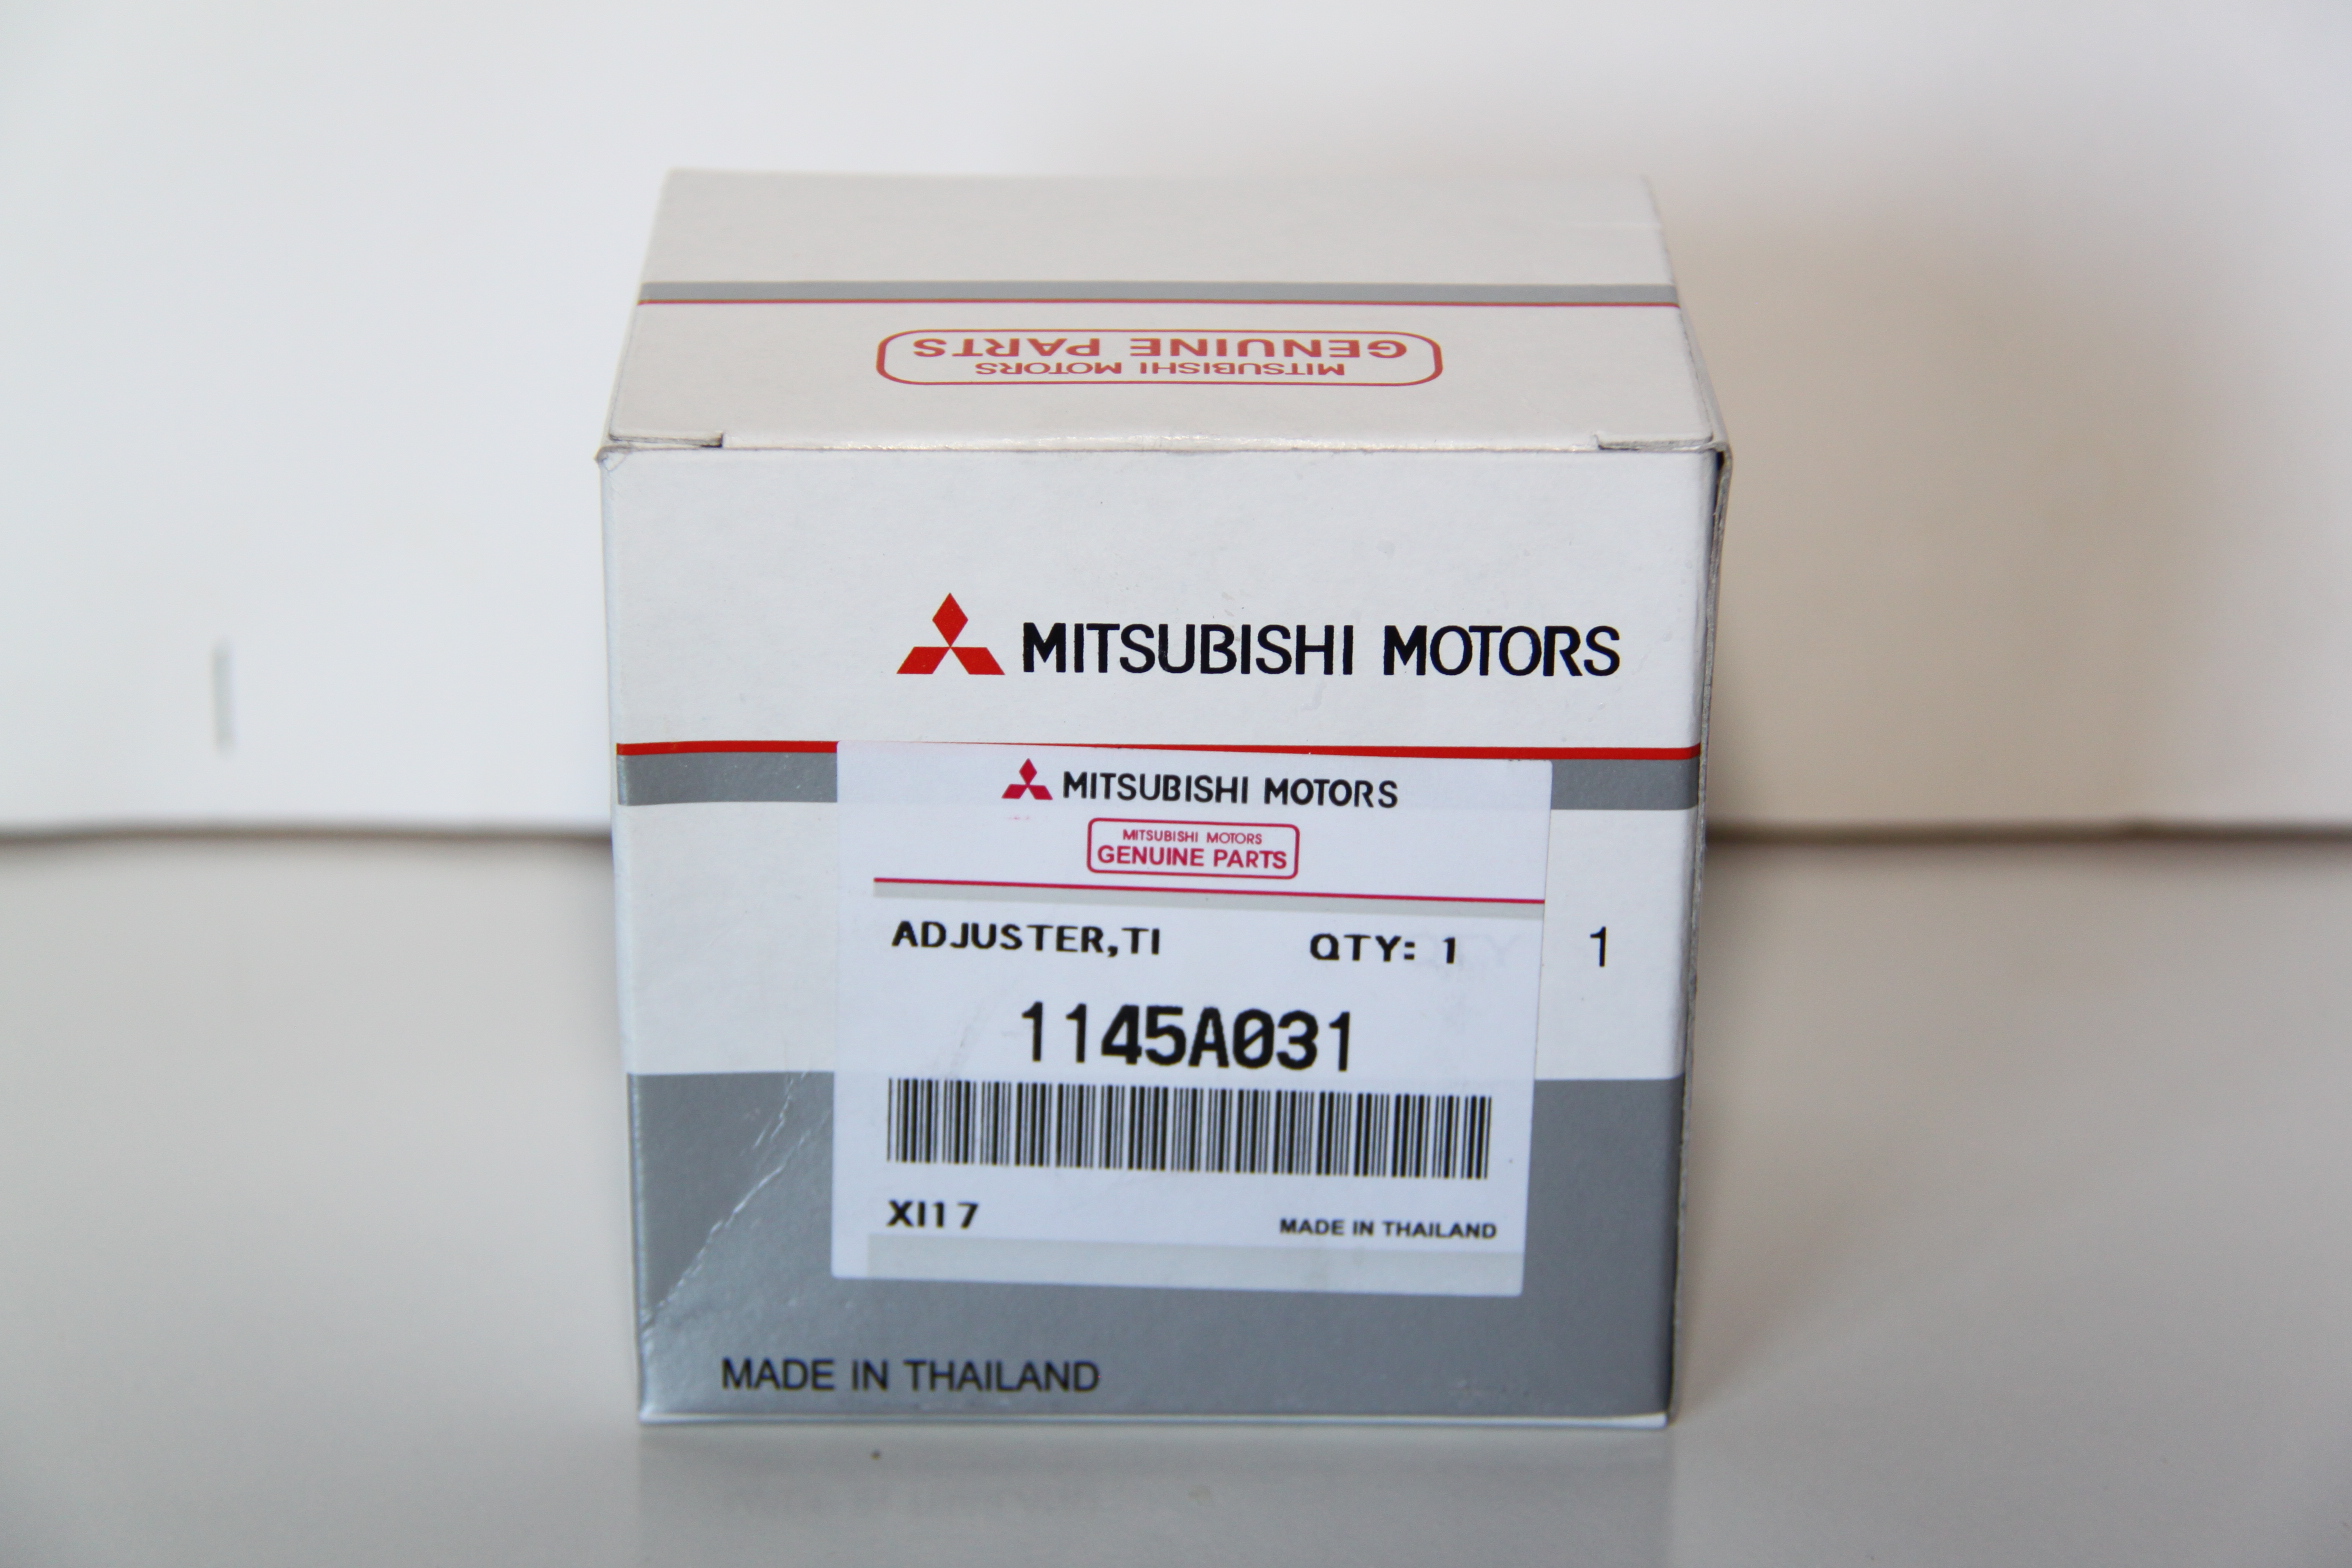 MITSUBISHI MOTORS
GENUINE PARTS
MITSUBISHI MOTORS
MITSUBISHI MOTORS
MITSUBISHI MOTORS
GENUINE PARTS
ADJUSTER,TI QTY: 1 1
1145A031
XI17 MADE IN THAILAND
MADE IN THAILAND